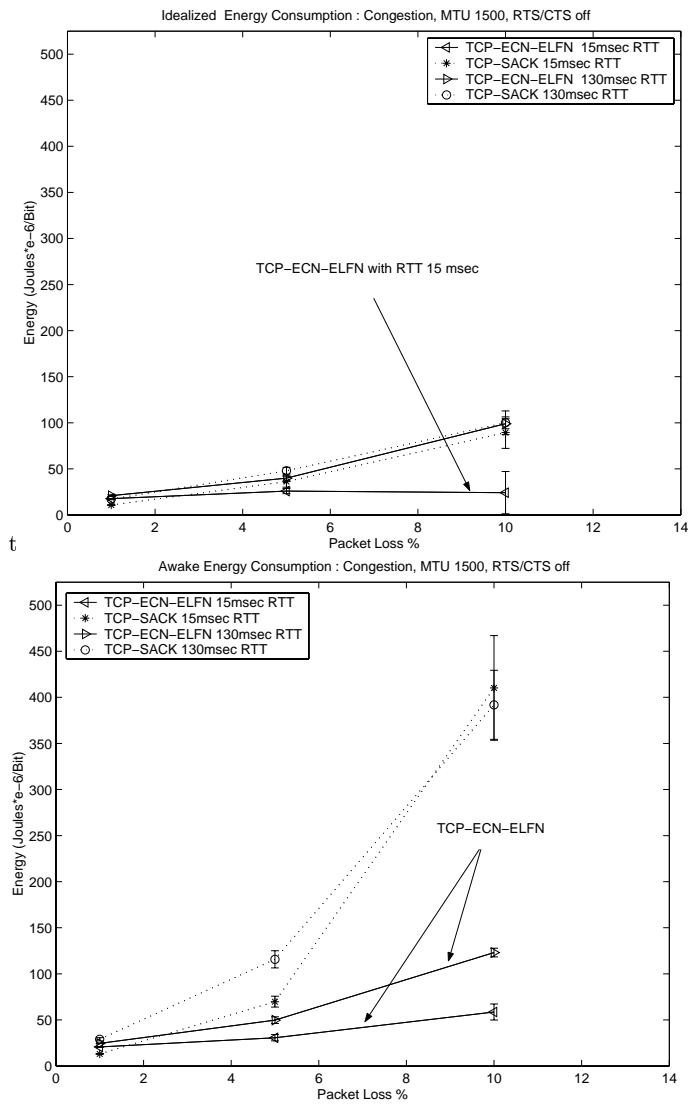 Idealized Energy Consumption : Congestion, MTU 1500, RTS/CTS off
TCP−ECN−ELFN 15msec RTT
TCP−SACK 15msec RTT
TCP−ECN−ELFN 130msec RTT
TCP−SACK 130msec RTT
500
450
400
350
300
250
200
150
100
50
0
Energy (Joules*e−6/Bit)
TCP−ECN−ELFN with RTT 15 msec
0 2 4 6 8 10 12 14
Packet Loss %
t
Awake Energy Consumption : Congestion, MTU 1500, RTS/CTS off
TCP−ECN−ELFN 15msec RTT
TCP−SACK 15msec RTT
TCP−ECN−ELFN 130msec RTT
TCP−SACK 130msec RTT
500
450
400
350
300
250
200
150
100
50
0
Energy (Joules*e−6/Bit)
TCP−ECN−ELFN
0 2 4 6 8 10 12 14
Packet Loss %